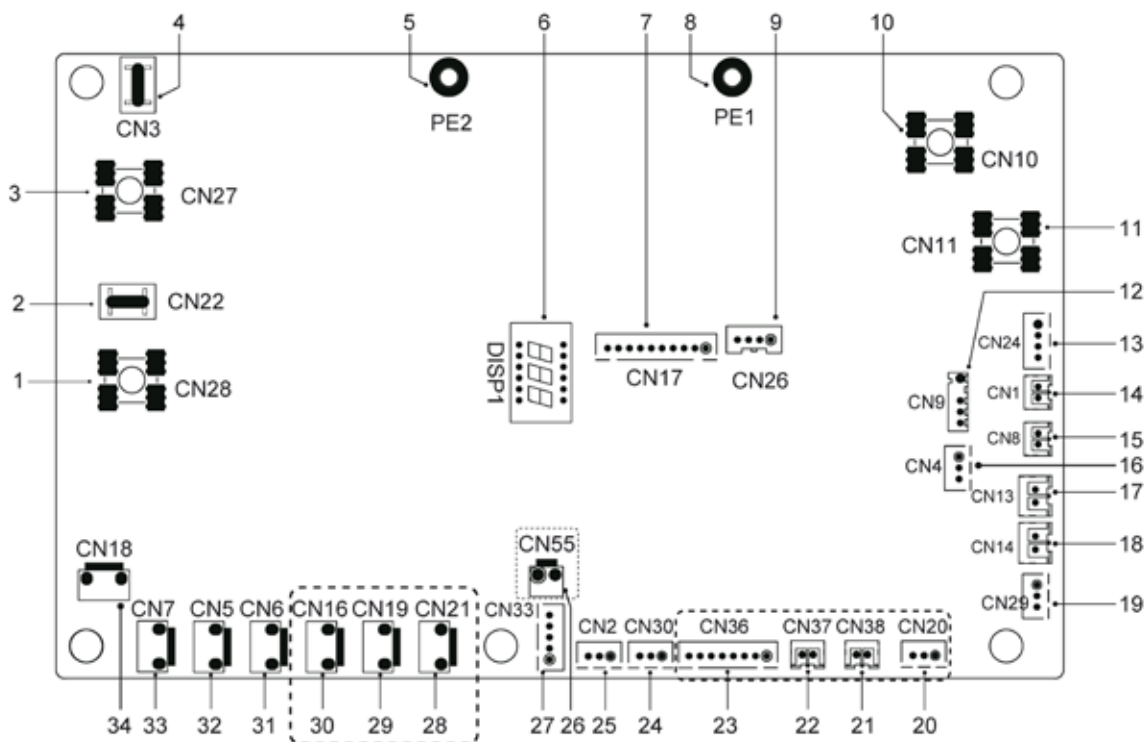 4 5 6 7 8 9 10
CN3 PE2 PE1
CN10
3 CN27
CN11 11
12
2 CN22
CN24 13
DISP1 CN17 CN26
1 CN28
CN9 CN1 14
CN8 15
CN4 16
CN13 17
CN14 18
CN18 CN55
CN7 CN5 CN6 CN16 CN19 CN21 CN33 CN2 CN30 CN36 CN37 CN38 CN20 CN29 19
34 33 32 31 30 29 28 27 26 25 24 23 22 21 20